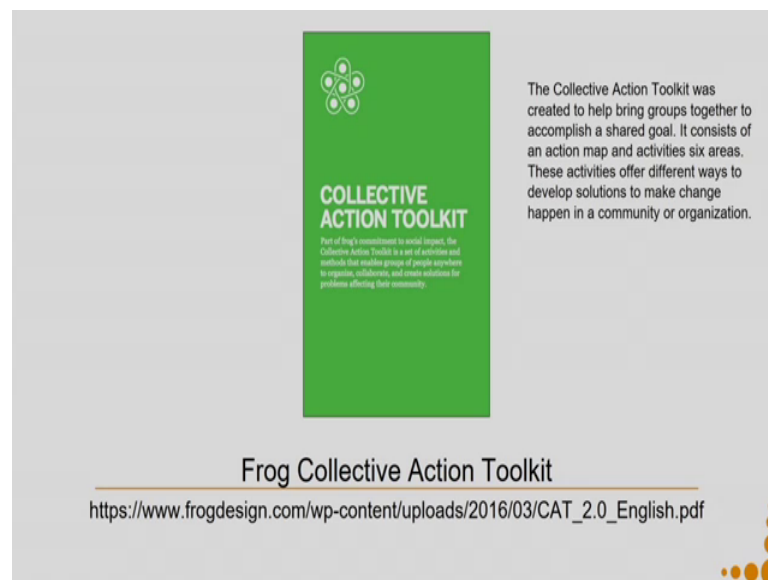 COLLECTIVE
ACTION TOOLKIT
Part of frog's commitment to social impact, the
Collective Action Toolkit is a set of activities and
methods that enables groups of people anywhere
to organize, collaborate, and create solutions for
problems affecting their community.
The Collective Action Toolkit was
created to help bring groups together to
accomplish a shared goal. It consists of
an action map and activities six areas.
These activities offer different ways to
develop solutions to make change
happen in a community or organization.
Frog Collective Action Toolkit
https://www.frogdesign.com/wp-content/uploads/2016/03/CAT_2.0_English.pdf